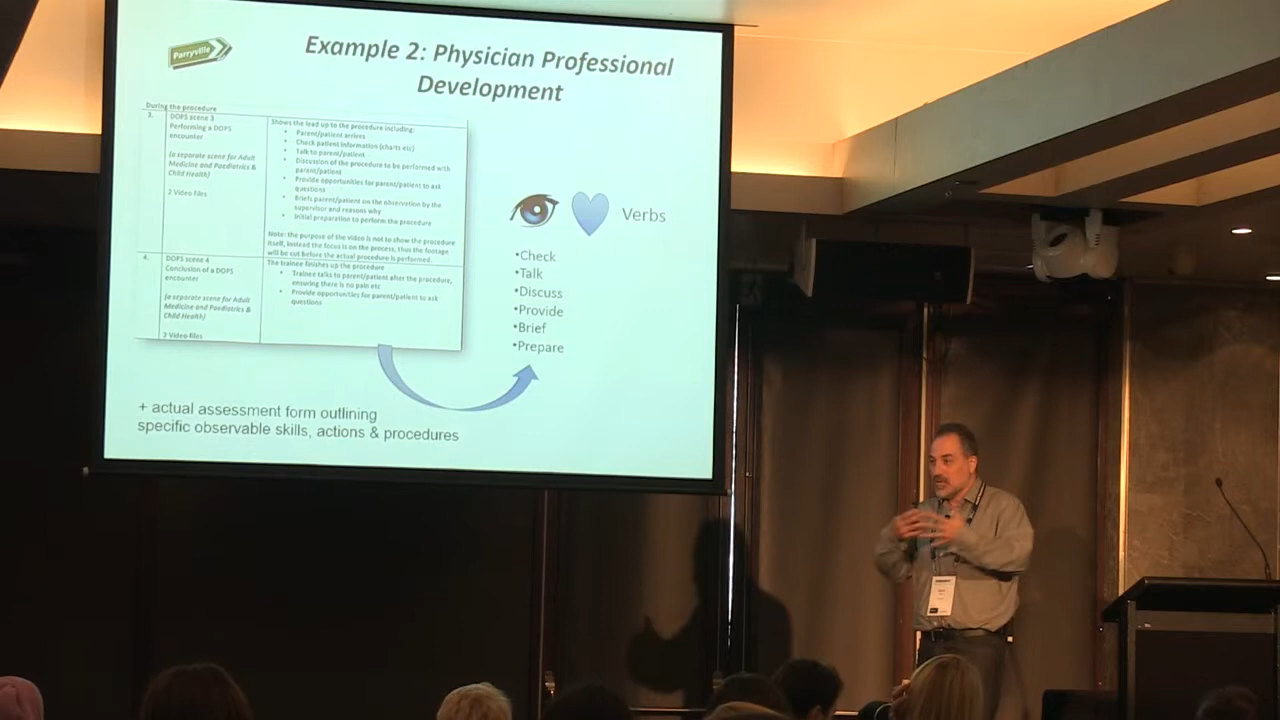 Parryville
Example 2: Physician Professional
Development
During the procedure
3.
DOPS scene 3
Performing a DOPS
encounter
(a separate scene for Adult
Medicine and Paediatrics &
Child Health)
2 Video files
Shows the lead up to the procedure including:
• Parent/patient arrives
• Check patient information (charts etc)
• Talk to parent/patient
• Discussion of the procedure to be performed with
parent/patient
• Provide opportunities for parent/patient to ask
questions
• Briefs parent/patient on the observation by the
supervisor and reasons why
• Initial preparation to perform the procedure
Note: the purpose of the video is not to show the procedure
itself, instead the focus is on the process, thus the footage
will be cut before the actual procedure is performed.
4.
DOPS scene 4
Conclusion of a DOPS
encounter
(a separate scene for Adult
Medicine and Paediatrics &
Child Health)
2 Video files
The trainee finishes up the procedure
• Trainee talks to parent/patient after the procedure,
ensuring there is no pain etc
• Provide opportunities for parent/patient to ask
questions
Verbs
•Check
•Talk
•Discuss
•Provide
•Brief
•Prepare
+ actual assessment form outlining
specific observable skills, actions & procedures